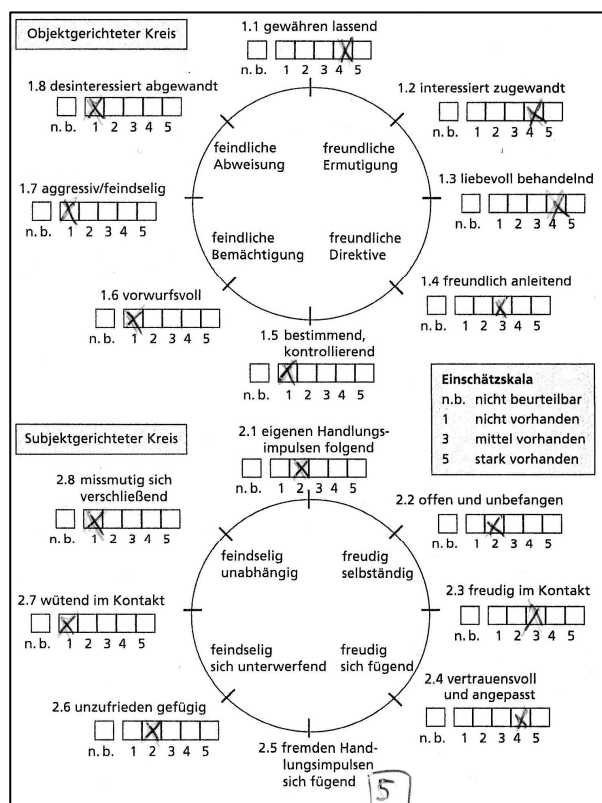 Objektgerichteter Kreis
1.1 gewähren lassend
n. b. 1 2 3 4 5
1.8 desinteressiert abgewandt
n. b. 1 2 3 4 5
1.2 interessiert zugewandt
n. b. 1 2 3 4 5
feindliche
Abweisung
freundliche
Ermutigung
1.7 aggressiv/feindselig
n. b. 1 2 3 4 5
1.3 liebevoll behandelnd
n. b. 1 2 3 4 5
feindliche
Bemächtigung
freundliche
Direktive
1.6 vorwurfsvoll
n. b. 1 2 3 4 5
1.4 freundlich anleitend
n. b. 1 2 3 4 5
1.5 bestimmend,
kontrollierend
n. b. 1 2 3 4 5
Einschätzskala
n. b. nicht beurteilbar
1 nicht vorhanden
3 mittel vorhanden
5 stark vorhanden
Subjektgerichteter Kreis
2.1 eigenen Handlungs-
impulsen folgend
n. b. 1 2 3 4 5
2.8 missmutig sich
verschließend
n. b. 1 2 3 4 5
2.2 offen und unbefangen
n. b. 1 2 3 4 5
feindselig
unabhängig
freudig
selbständig
2.7 wütend im Kontakt
n. b. 1 2 3 4 5
2.3 freudig im Kontakt
n. b. 1 2 3 4 5
feindselig
sich unterwerfend
freudig
sich fügend
2.6 unzufrieden gefügig
n. b. 1 2 3 4 5
2.4 vertrauensvoll
und angepasst
n. b. 1 2 3 4 5
2.5 fremden Hand-
lungsimpulsen
sich fügend 5